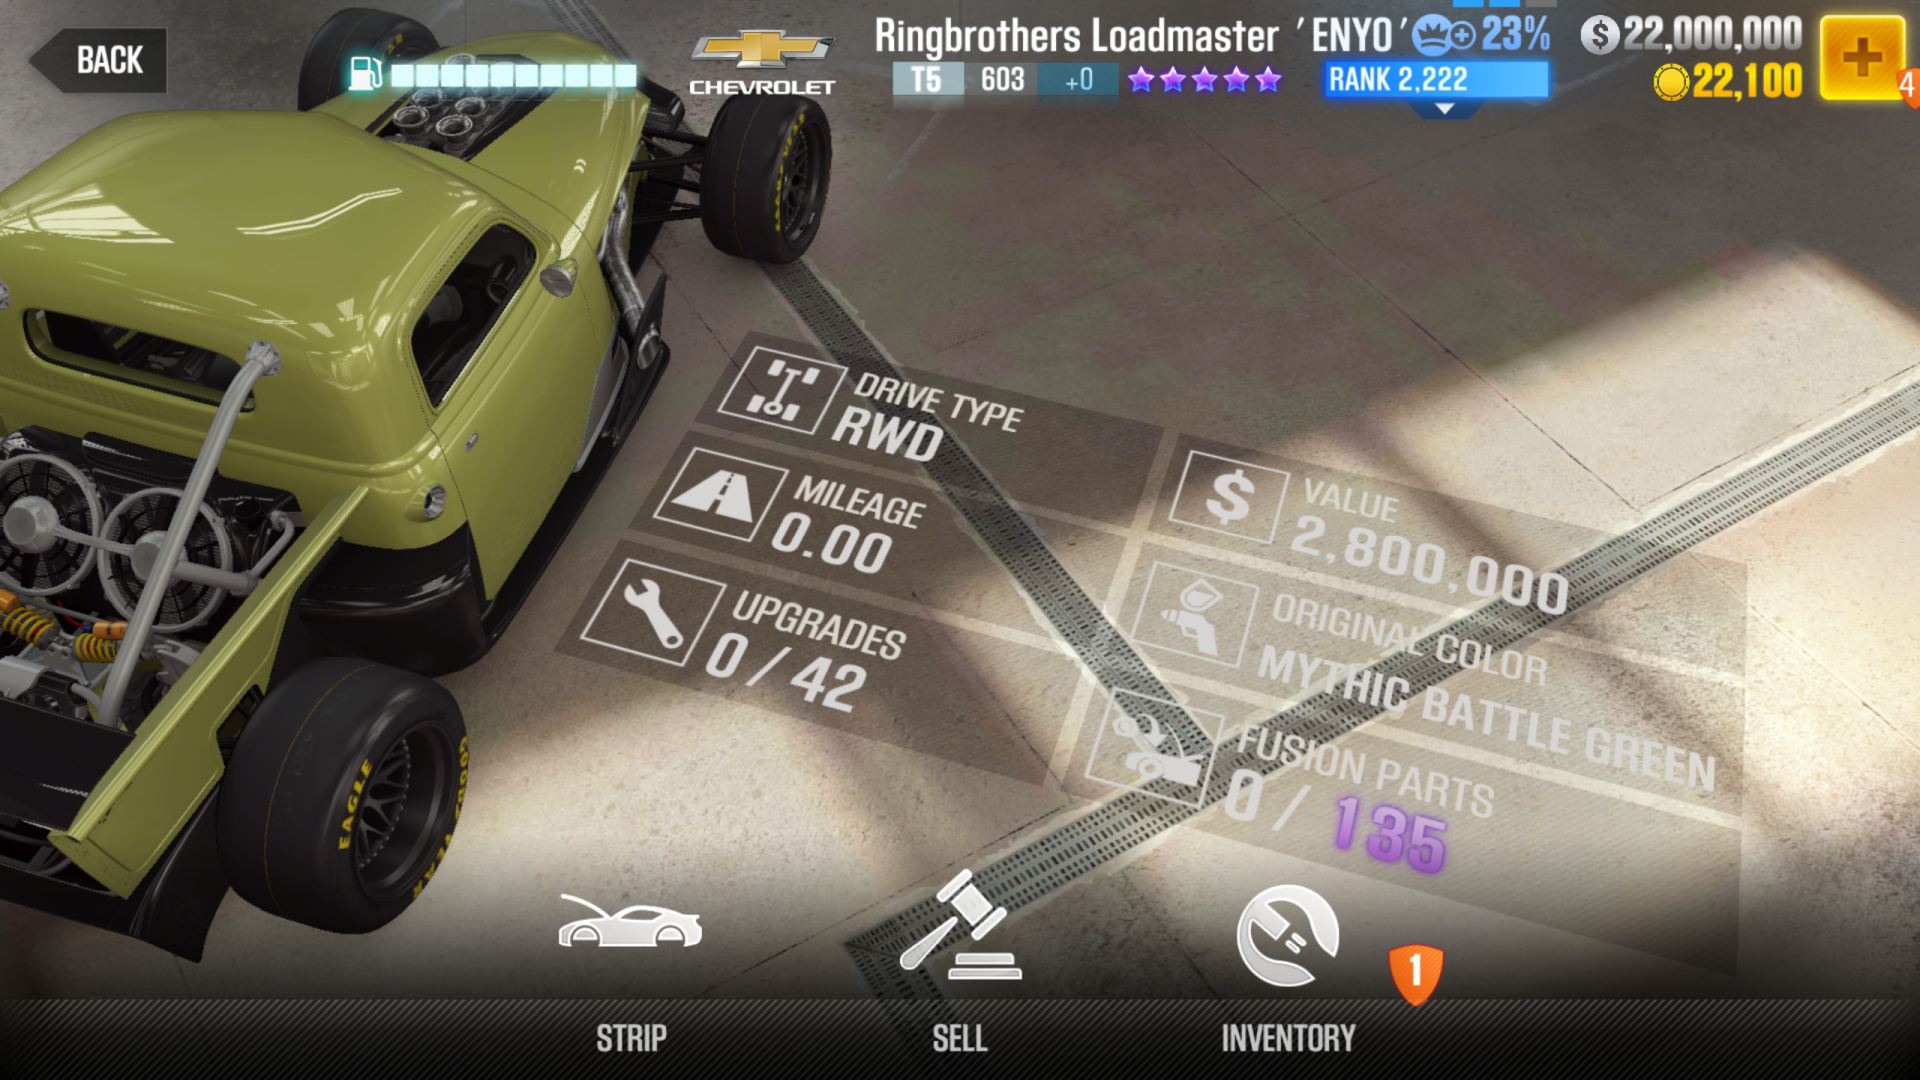 BACK
CHEVROLET
Ringbrothers Loadmaster 'ENYO'
23%
22,000,000
T5 603 +0
RANK 2,222
22,100
4
DRIVE TYPE
RWD
MILEAGE
0.00
UPGRADES
0 / 42
VALUE
2,800,000
ORIGINAL COLOR
MYTHIC BATTLE GREEN
FUSION PARTS
0 / 135
EAGLE
1
STRIP
SELL
INVENTORY